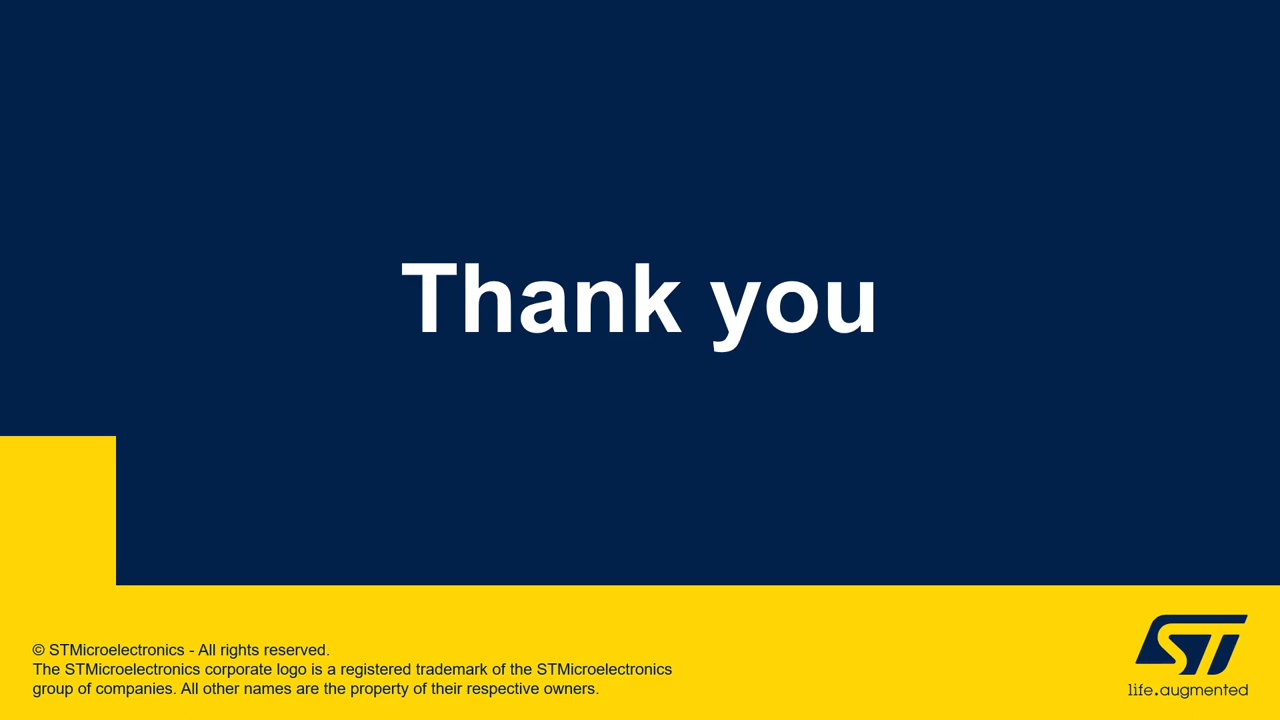 Thank you
© STMicroelectronics - All rights reserved.
The STMicroelectronics corporate logo is a registered trademark of the STMicroelectronics
group of companies. All other names are the property of their respective owners.
ST
life.augmented